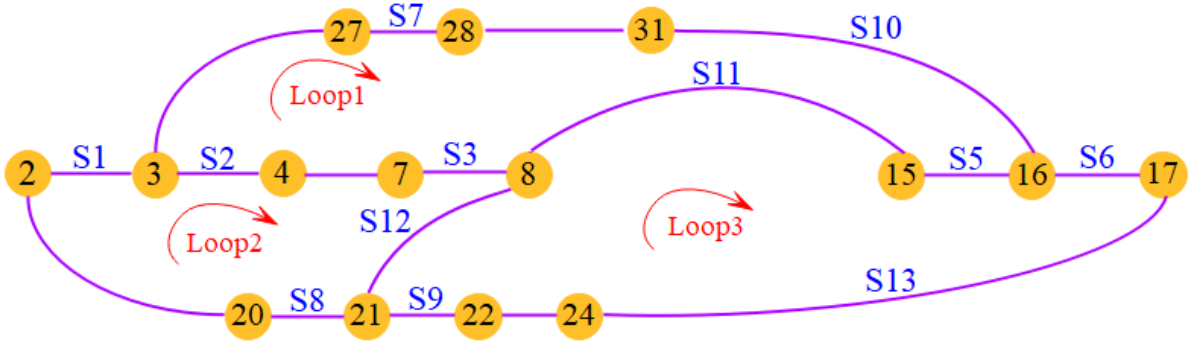 27 S7 28 31 S10
Loop1 S11
2 S1 3 S2 4 7 S3 8 15 S5 16 S6 17
S12
Loop2 Loop3
S13
20 S8 21 S9 22 24